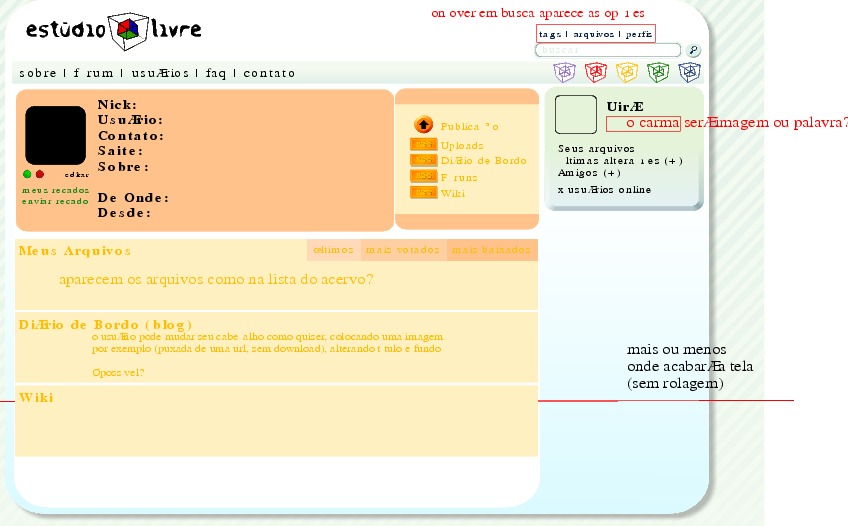 on over em busca aparece as op 1 es
estúdio livre
tags | arquivos | perfis
buscar
sobre | f rum | usuÆrios | faq | contato
Nick:
UsuÆrio:
Contato:
Saite:
Sobre:
De Onde:
Desde:
editar
meus recados
enviar recado
Publica ª o
Uploads
DiÆrio de Bordo
F runs
Wiki
UirÆ
o carma serÆ imagem ou palavra?
Seus arquivos
ltimas altera 1 es (+)
Amigos (+)
x usuÆrios online
Meus Arquivos
œltimos
mais votados
mais baixados
aparecem os arquivos como na lista do acervo?
DiÆrio de Bordo (blog)
o usuÆrio pode mudar seu cabe alho como quiser, colocando uma imagem
por exemplo (puxada de uma url, sem download), alterando t tulo e fundo.
Øposs vel?
Wiki
mais ou menos
onde acabarÆ a tela
(sem rolagem)